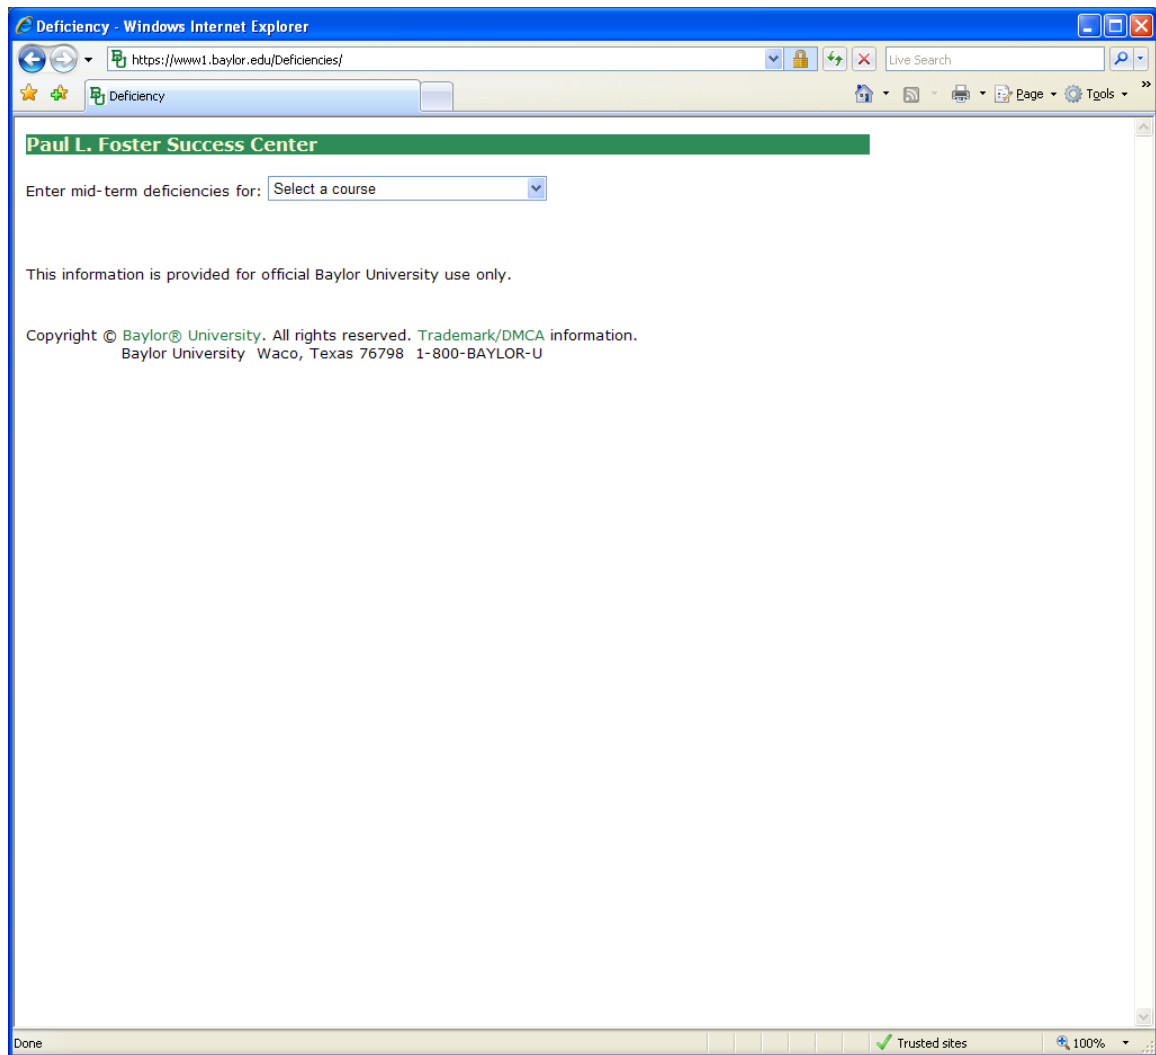 Deficiency - Windows Internet Explorer
https://www1.baylor.edu/Deficiencies/
Live Search
Deficiency
Page
Tools
Paul L. Foster Success Center
Enter mid-term deficiencies for: Select a course
This information is provided for official Baylor University use only.
Copyright © Baylor® University. All rights reserved. Trademark/DMCA information.
Baylor University Waco, Texas 76798 1-800-BAYLOR-U
Done
Trusted sites
100%